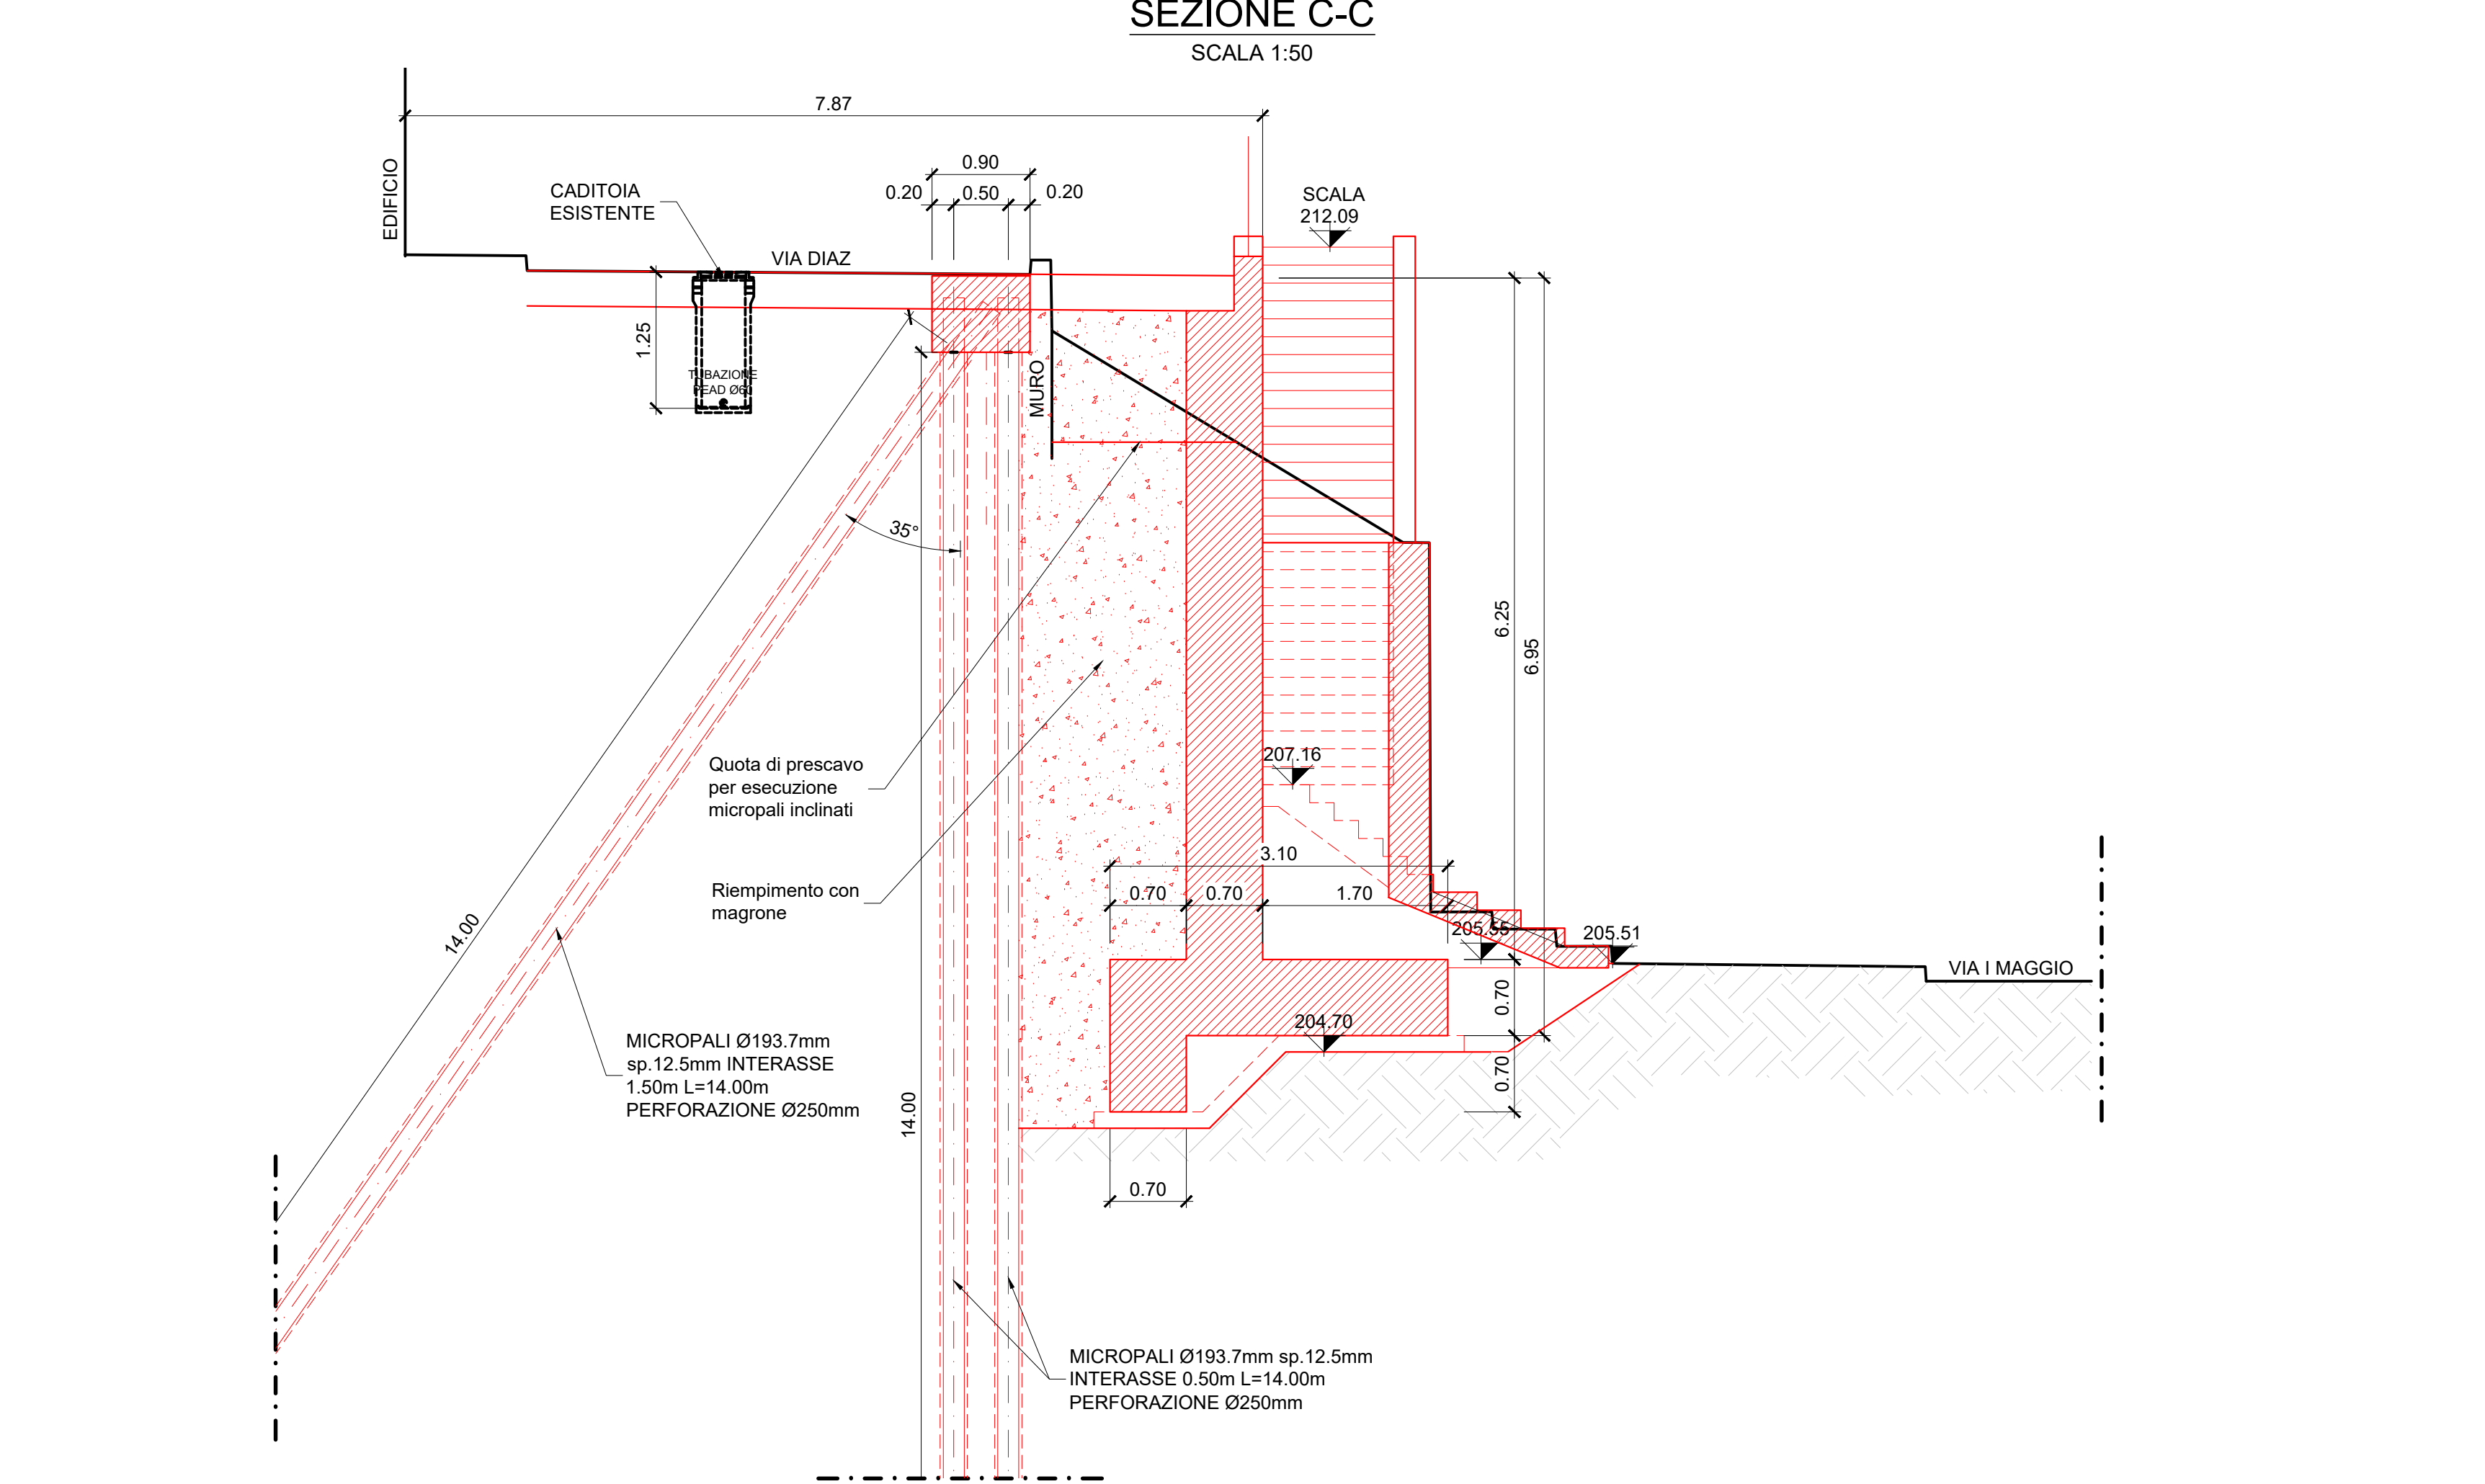 SEZIONE C-C
SCALA 1:50
7.87
EDIFICIO
CADITOIA
ESISTENTE
0.90
0.20
0.50
0.20
SCALA
212.09
VIA DIAZ
1.25
TUBAZIONE
PEAD Ø60
MURO
35°
6.25
6.95
Quota di prescavo
per esecuzione
micropali inclinati
207.16
Riempimento con
magrone
3.10
0.70
0.70
1.70
14.00
205.55
205.51
VIA I MAGGIO
0.70
204.70
0.70
MICROPALI Ø193.7mm
sp.12.5mm INTERASSE
1.50m L=14.00m
PERFORAZIONE Ø250mm
14.00
0.70
MICROPALI Ø193.7mm sp.12.5mm
INTERASSE 0.50m L=14.00m
PERFORAZIONE Ø250mm